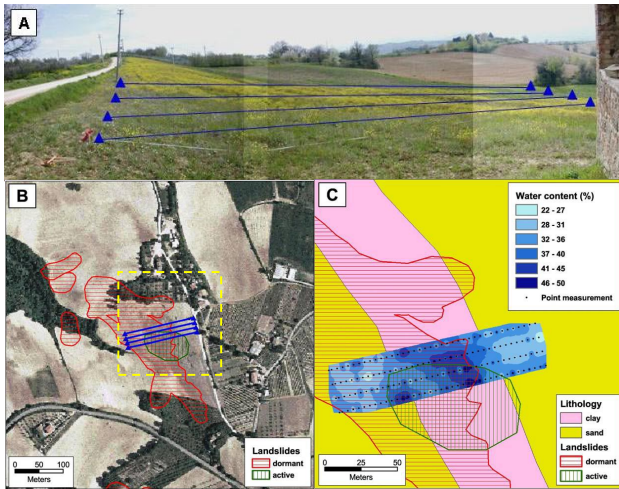 A
B
Landslides
dormant
active
0 50 100
Meters
C
Water content (%)
22 - 27
28 - 31
32 - 36
37 - 40
41 - 45
46 - 50
Point measurement
Lithology
clay
sand
Landslides
dormant
active
0 25 50
Meters